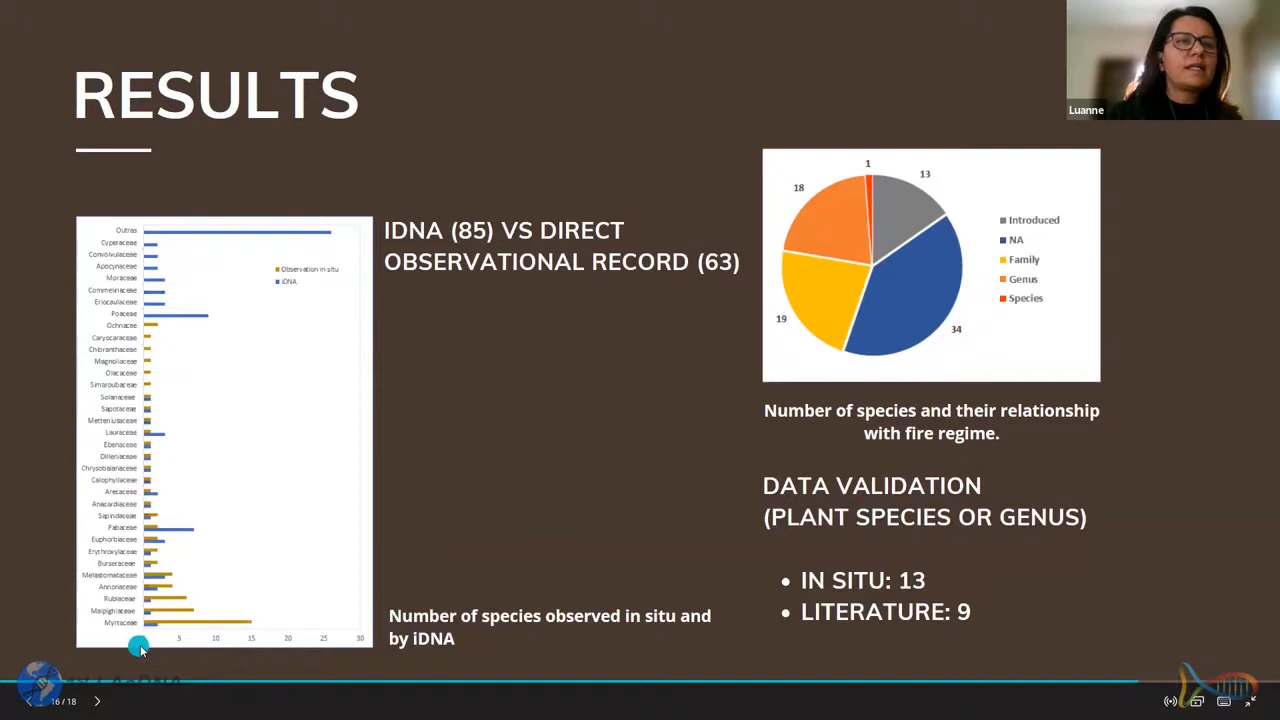 RESULTS
Luanne
Outras
Cyperaceae
Convolvulaceae
Apocynaceae
Moraceae
Commelinaceae
Eriocaulaceae
Poaceae
Ochnacae
Caryocaraceae
Chloranthaceae
Magnoliaceae
Olacaceae
Simaroubaceae
Solanaceae
Sapotaceae
Metteniusaceae
Lauraceae
Ebenaceae
Dilleniaceae
Chrysobalanaceae
Calophyllaceae
Arecaceae
Anacardiaceae
Sapindaceae
Fabaceae
Euphorbiaceae
Erythroxylaceae
Burseraceae
Melastomataceae
Annonaceae
Rubiaceae
Malpighiaceae
Myrtaceae
5 10 15 20 25 30
Observation in situ
iDNA
IDNA (85) VS DIRECT
OBSERVATIONAL RECORD (63)
Number of species observed in situ and
by iDNA
1
13
18
19
34
Introduced
NA
Family
Genus
Species
Number of species and their relationship
with fire regime.
DATA VALIDATION
(PLANT SPECIES OR GENUS)
• IN SITU: 13
• LITERATURE: 9
16 / 18